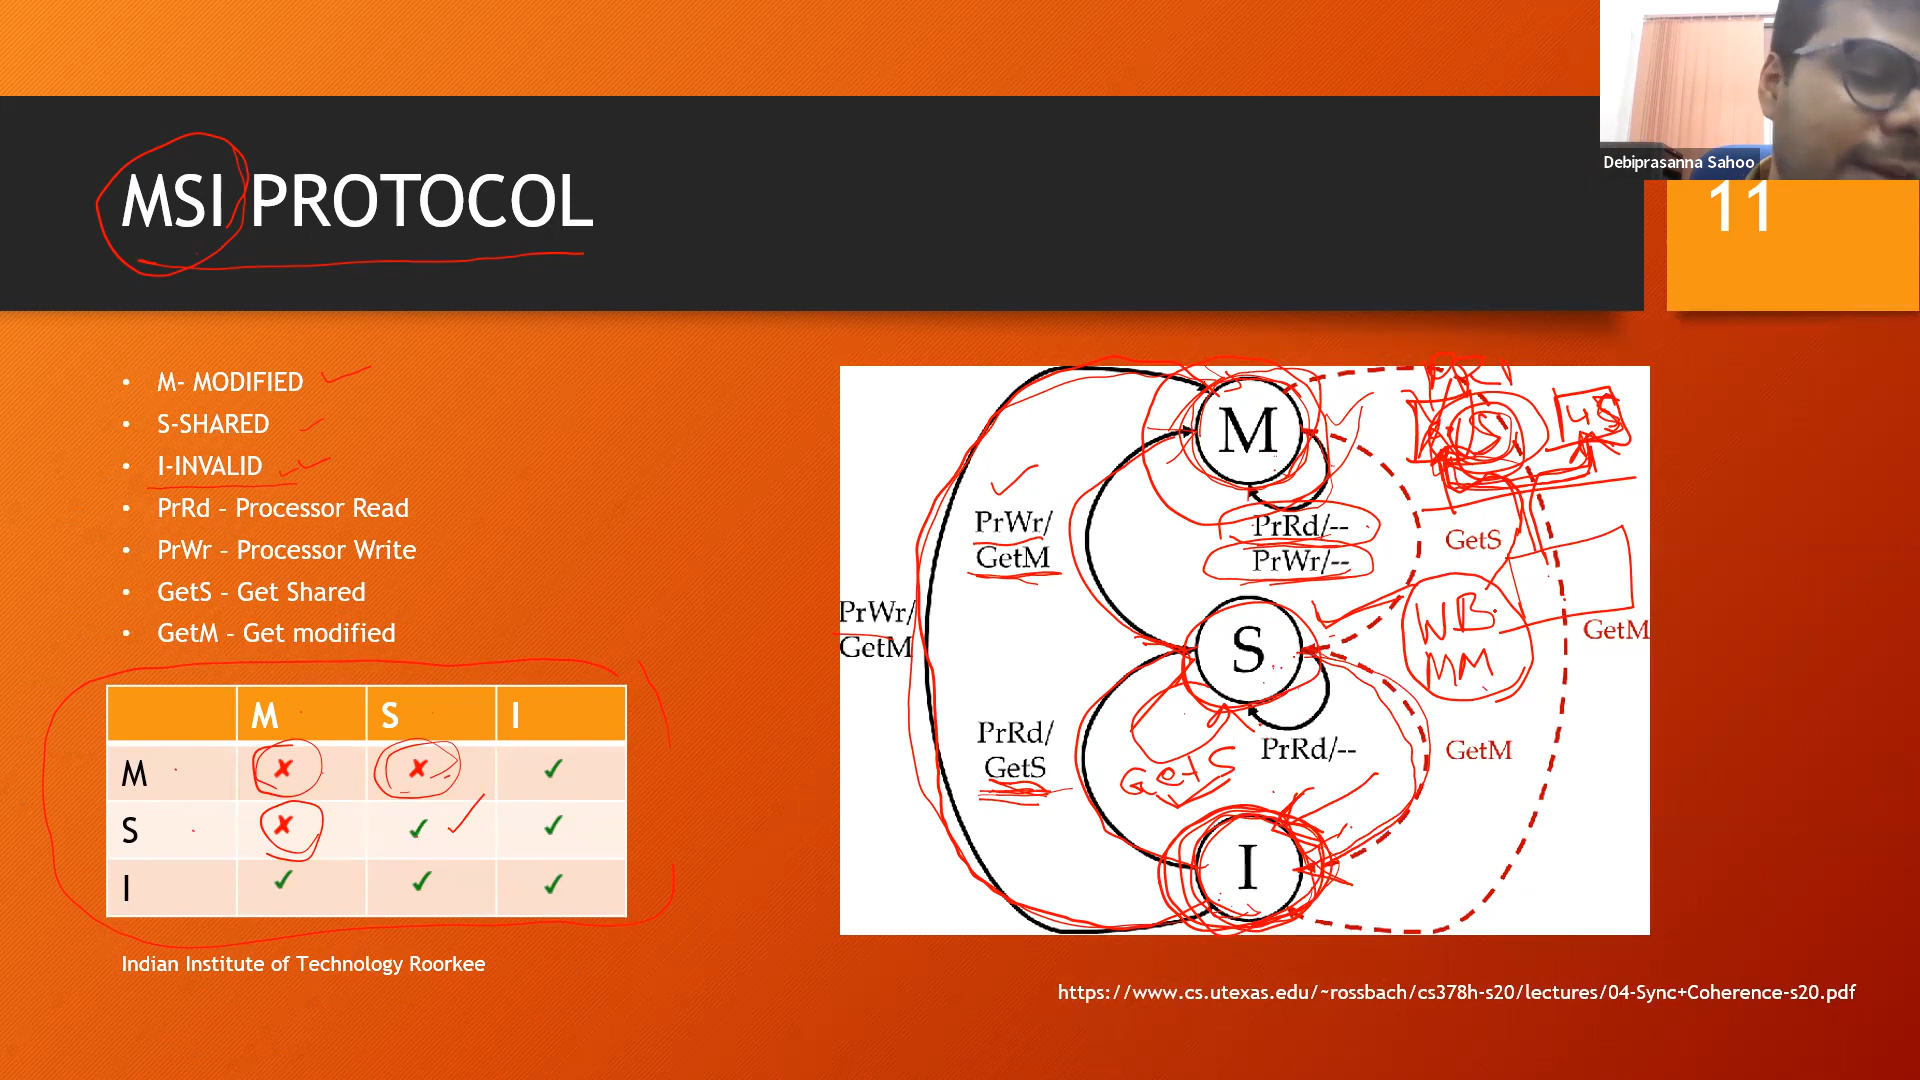 Debiprasanna Sahoo
MSI PROTOCOL
11
• M- MODIFIED
• S-SHARED
• I-INVALID
• PrRd – Processor Read
• PrWr – Processor Write
• GetS – Get Shared
• GetM – Get modified
M S I
M ✘ ✘ ✓
S ✘ ✓ ✓
I ✓ ✓ ✓
M
PrWr/
GetM
PrRd/--
PrWr/--
GetS
4S
PrWr/
GetM
S
WB
MM
GetM
PrRd/
GetS
GetS
PrRd/--
GetM
I
Indian Institute of Technology Roorkee
https://www.cs.utexas.edu/~rossbach/cs378h-s20/lectures/04-Sync+Coherence-s20.pdf